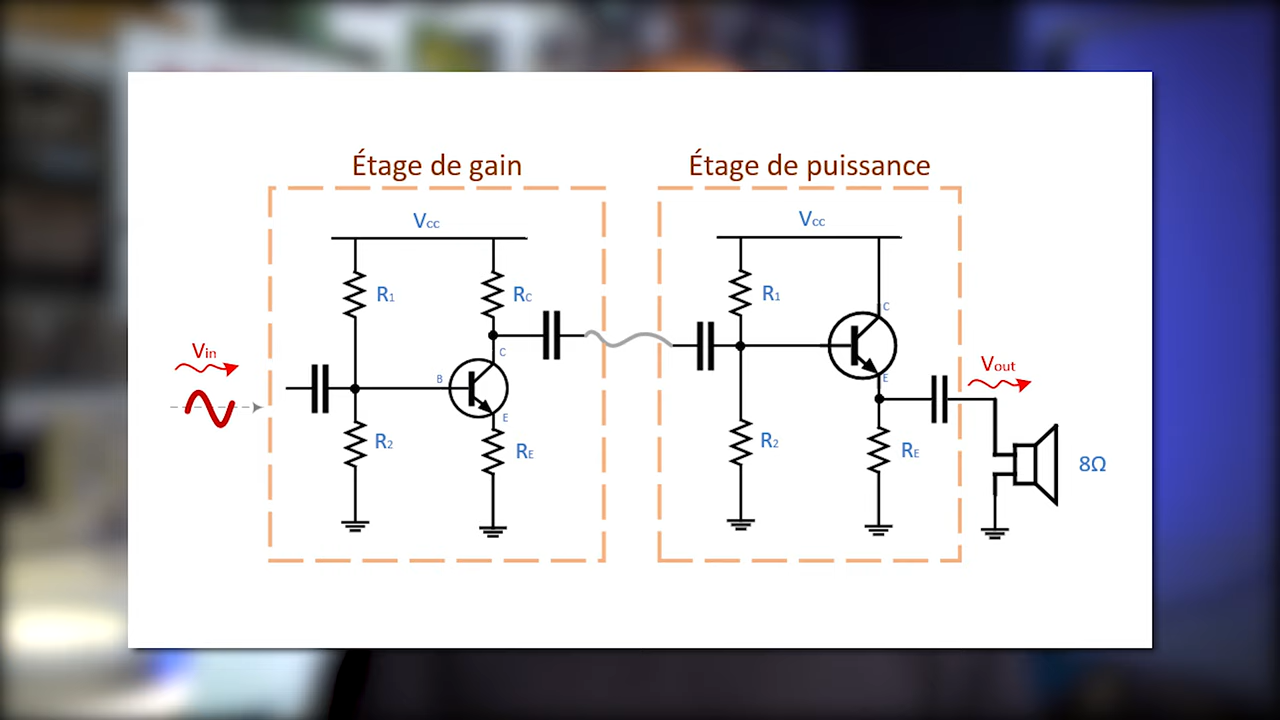 Étage de gain
Étage de puissance
Vcc
Vcc
R1
RC
R1
C
C
Vin
B
Vout
E
E
R2
RE
R2
RE
8Ω